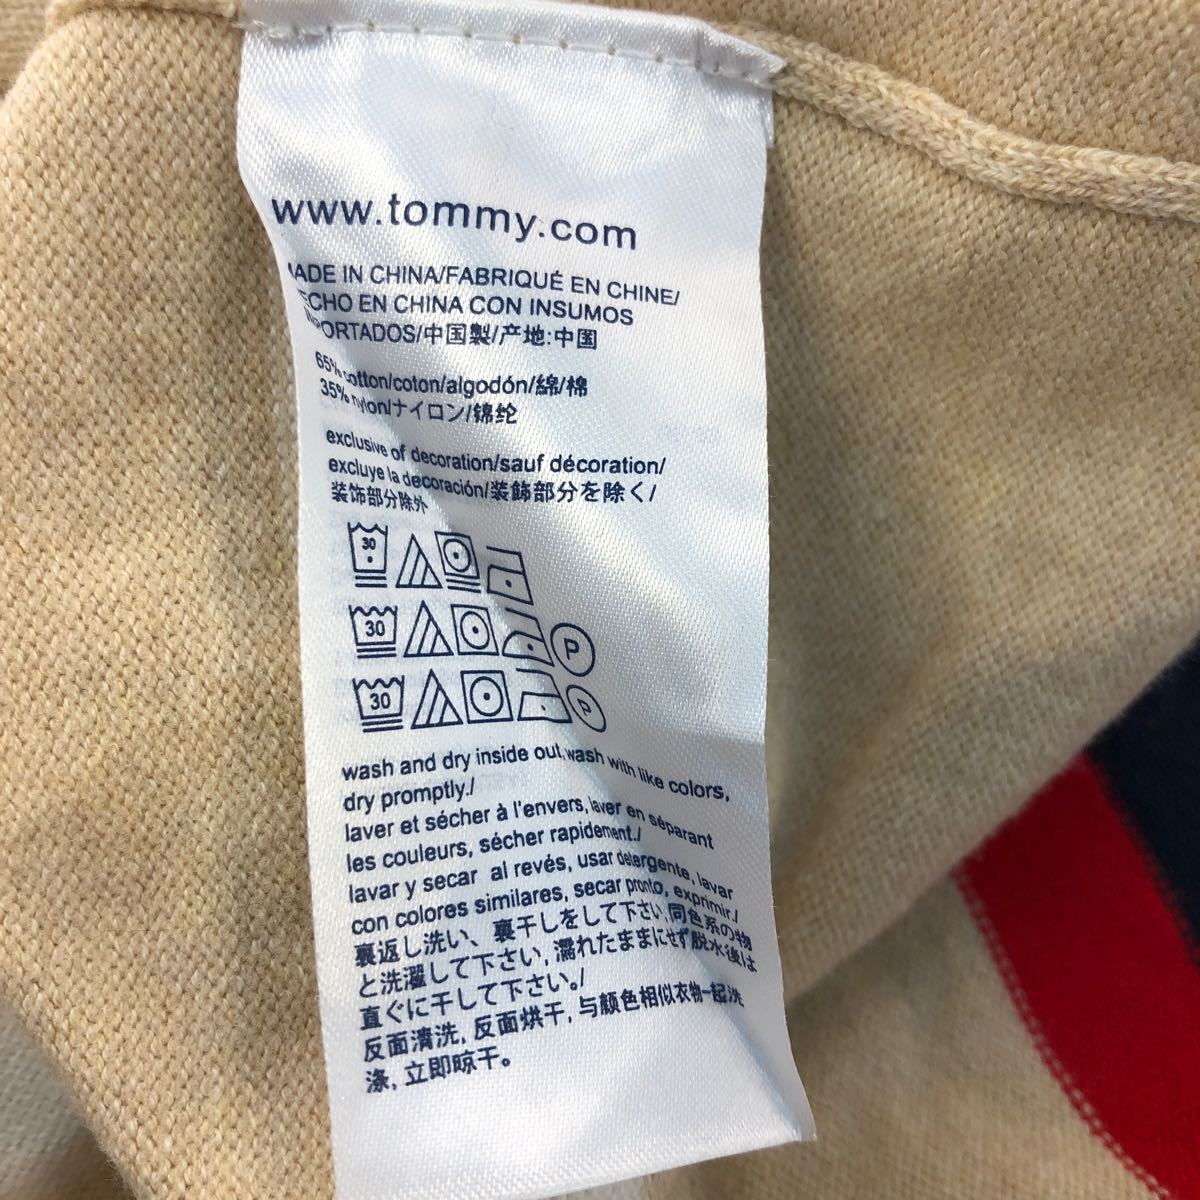 www.tommy.com
MADE IN CHINA/FABRIQUÉ EN CHINE/
HECHO EN CHINA CON INSUMOS
IMPORTADOS/中国製/产地:中国
65% cotton/coton/algodón/綿/棉
35% nylon/ナイロン/锦纶
exclusive of decoration/sauf décoration/
excluye la decoración/装飾部分を除く/
装饰部分除外
30
30 P
30 P
wash and dry inside out, wash with like colors,
dry promptly./
laver et sécher à l'envers, laver en séparant
les couleurs, sécher rapidement./
lavar y secar al revés, usar detergente, lavar
con colores similares, secar pronto, exprimir./
裏返し洗い、裏干しをして下さい,同色系の物
と洗濯して下さい,濡れたままにせず脱水後は
直ぐに干して下さい。/
反面清洗, 反面烘干, 与颜色相似衣物一起洗
涤, 立即晾干。